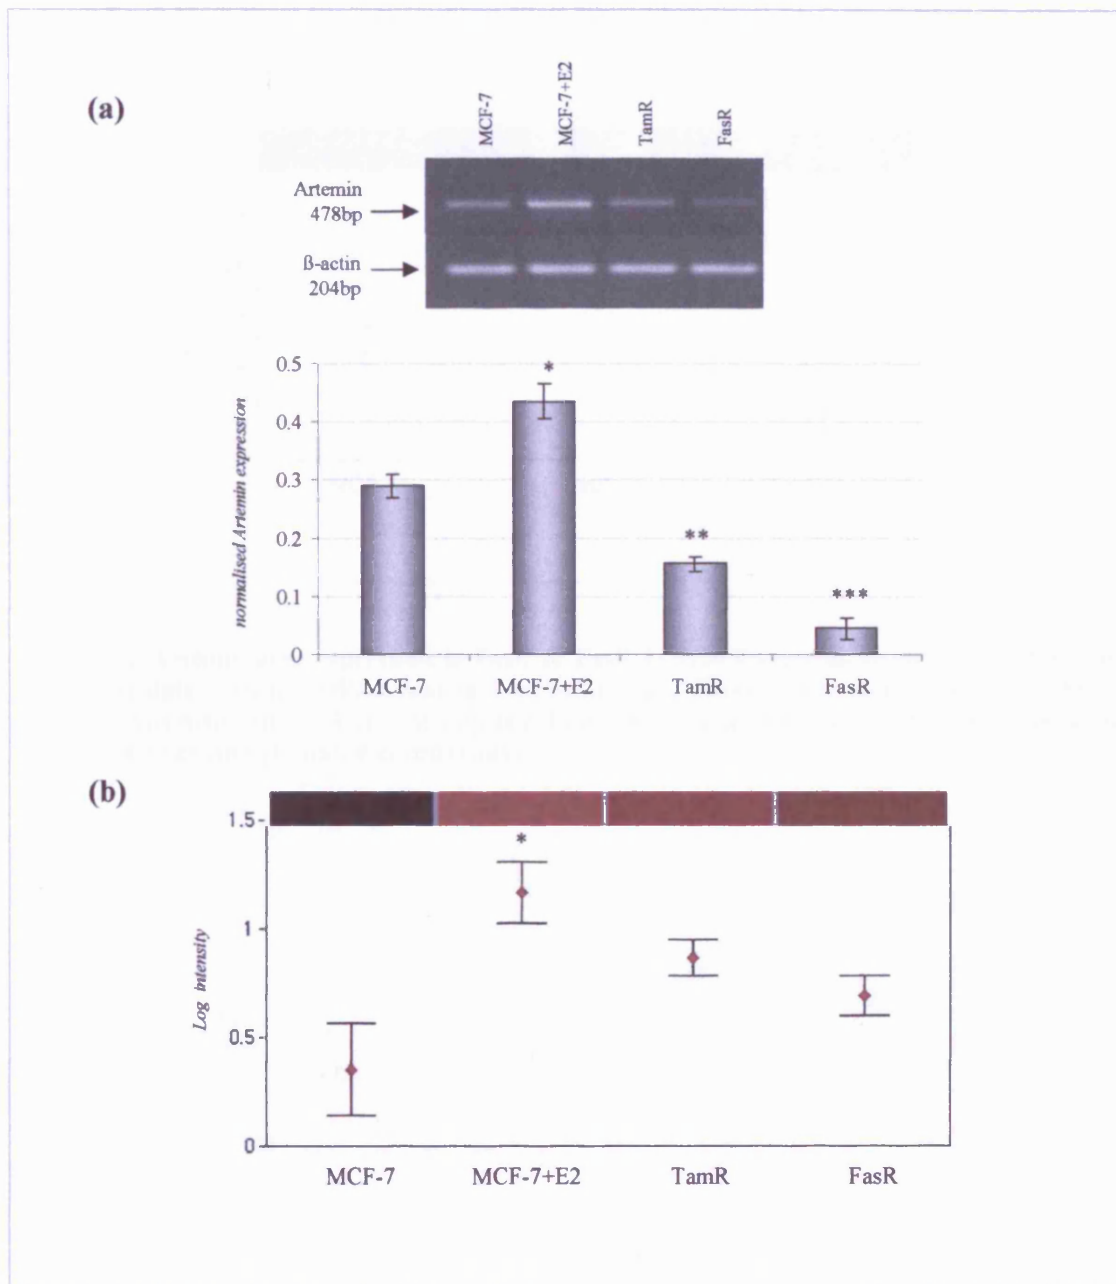 (a)
MCF-7
MCF-7+E2
TamR
FasR
Artemin
478bp
ß-actin
204bp
normalised Artemin expression
0.5
0.4
0.3
0.2
0.1
0
*
**
***
MCF-7 MCF-7+E2 TamR FasR
(b)
Log intensity
1.5
1
0.5
0
*
MCF-7 MCF-7+E2 TamR FasR